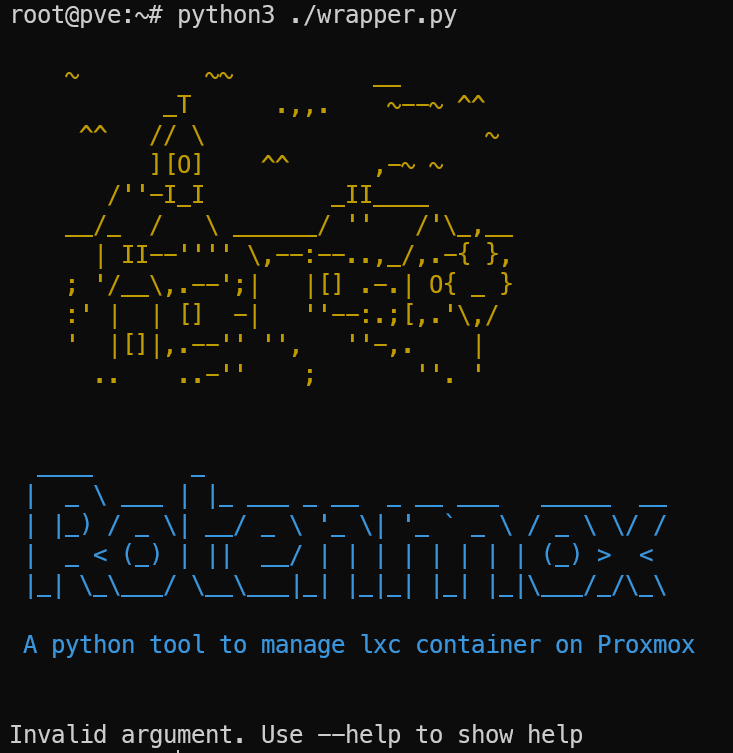 root@pve:~# python3 ./wrapper.py
Rotenmox
A python tool to manage lxc container on Proxmox
Invalid argument. Use --help to show help